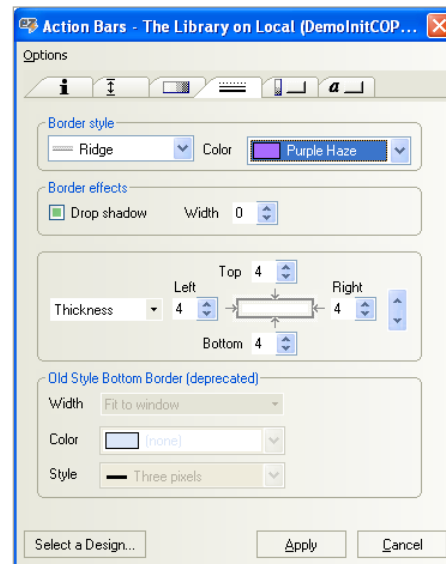 Action Bars - The Library on Local (DemoInitCOP...
Options
i a
Border style
Ridge Color Purple Haze
Border effects
Drop shadow Width 0
Top 4
Left Right
Thickness 4 4
Bottom 4
Old Style Bottom Border (deprecated)
Width Fit to window
Color (none)
Style Three pixels
Select a Design... Apply Cancel